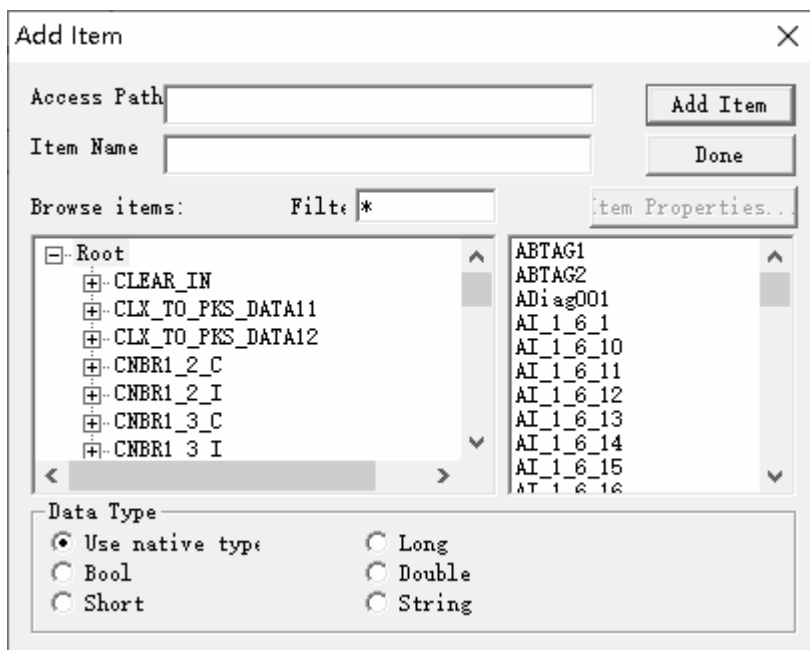 Add Item
Access Path
Add Item
Item Name
Done
Browse items:
Filte
*
Item Properties...
Root
CLEAR_IN
CLX_TO_PKS_DATA11
CLX_TO_PKS_DATA12
CNBR1_2_C
CNBR1_2_I
CNBR1_3_C
CNBR1_3_I
ABTAG1
ABTAG2
ADiag001
AI_1_6_1
AI_1_6_10
AI_1_6_11
AI_1_6_12
AI_1_6_13
AI_1_6_14
AI_1_6_15
AI_1_6_16
Data Type
Use native type
Long
Bool
Double
Short
String